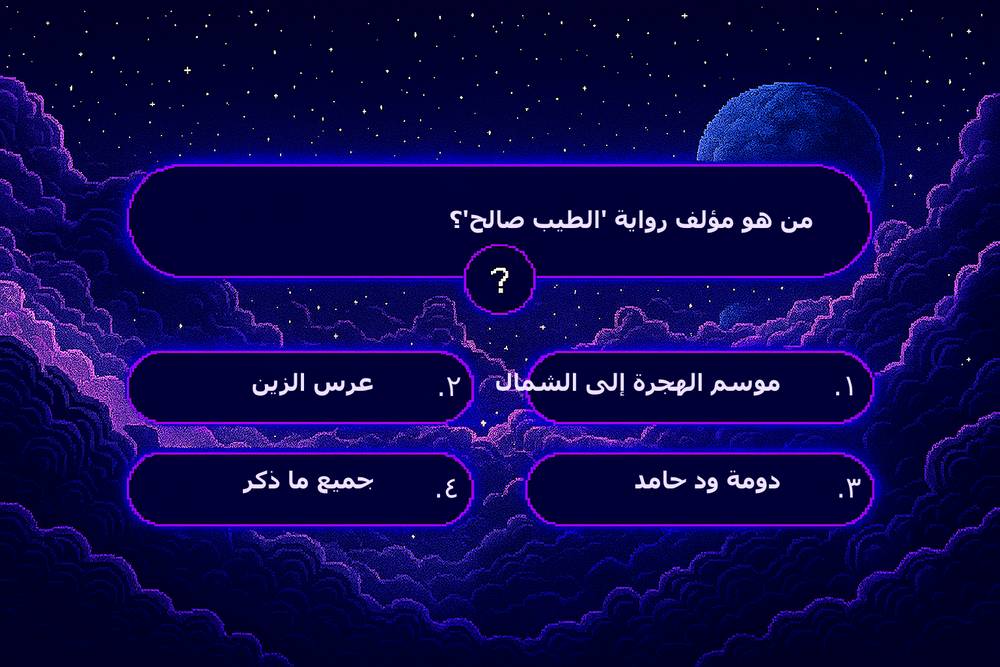 من هو مؤلف رواية 'الطيب صالح'؟
?
١. موسم الهجرة إلى الشمال
٢. عرس الزين
٣. دومة ود حامد
٤. جميع ما ذكر